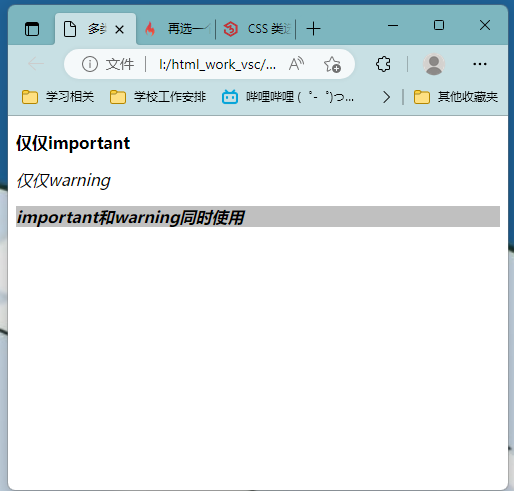 多类 再选一个 CSS 类选
文件 l:/html_work_vsc/...
学习相关 学校工作安排 哔哩哔哩 ( ゜- ゜)つ... 其他收藏夹
仅仅important
仅仅warning
important和warning同时使用